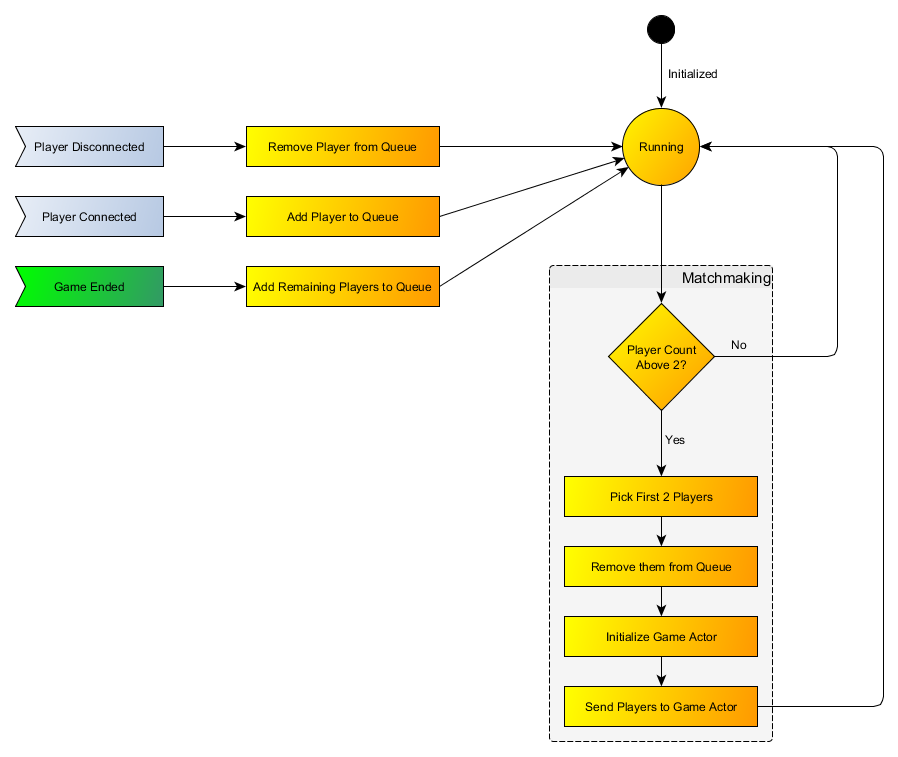 Initialized
Player Disconnected
Remove Player from Queue
Running
Player Connected
Add Player to Queue
Game Ended
Add Remaining Players to Queue
Matchmaking
Player Count
Above 2?
No
Yes
Pick First 2 Players
Remove them from Queue
Initialize Game Actor
Send Players to Game Actor